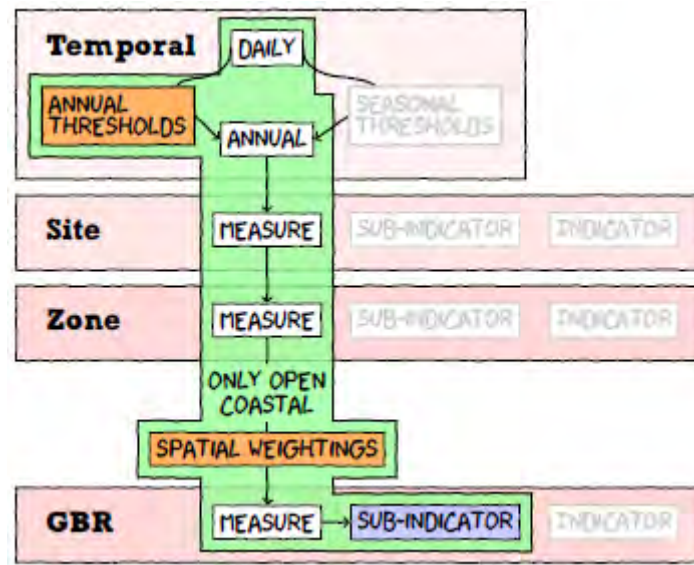 Temporal
DAILY
ANNUAL
THRESHOLDS
SEASONAL
THRESHOLDS
ANNUAL
Site
MEASURE
SUB-INDICATOR
INDICATOR
Zone
MEASURE
SUB-INDICATOR
INDICATOR
ONLY OPEN
COASTAL
SPATIAL WEIGHTINGS
GBR
MEASURE
SUB-INDICATOR
INDICATOR